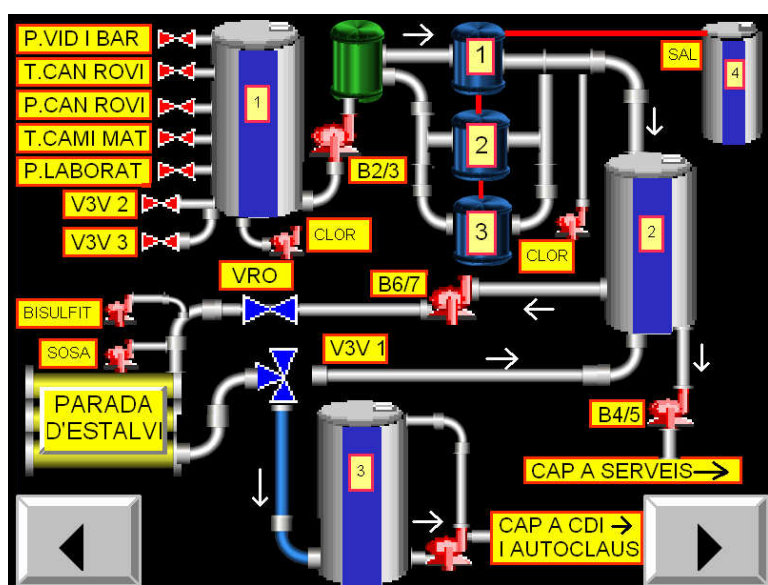 P.VID I BAR
T.CAN ROVI
P.CAN ROVI
T.CAMI MAT
P.LABORAT
V3V 2
V3V 3
1
CLOR
B2/3
1
2
3
SAL
4
CLOR
2
VRO
B6/7
BISULFIT
SOSA
V3V 1
PARADA
D'ESTALVI
B4/5
CAP A SERVEIS
3
CAP A CDI
I AUTOCLAUS